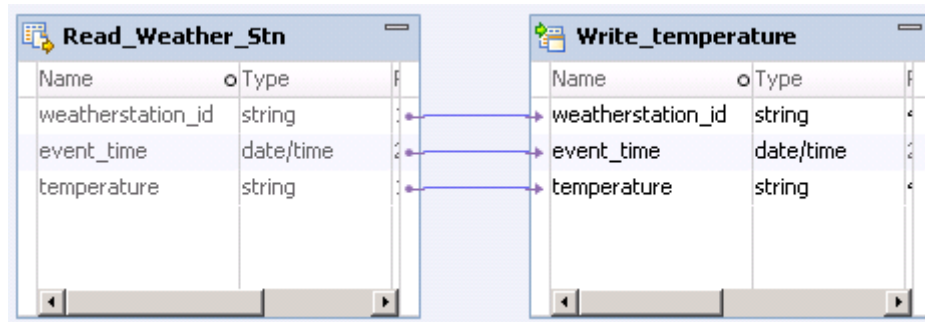 Read_Weather_Stn
Name Type
weatherstation_id string
event_time date/time
temperature string
Write_temperature
Name Type
weatherstation_id string
event_time date/time
temperature string